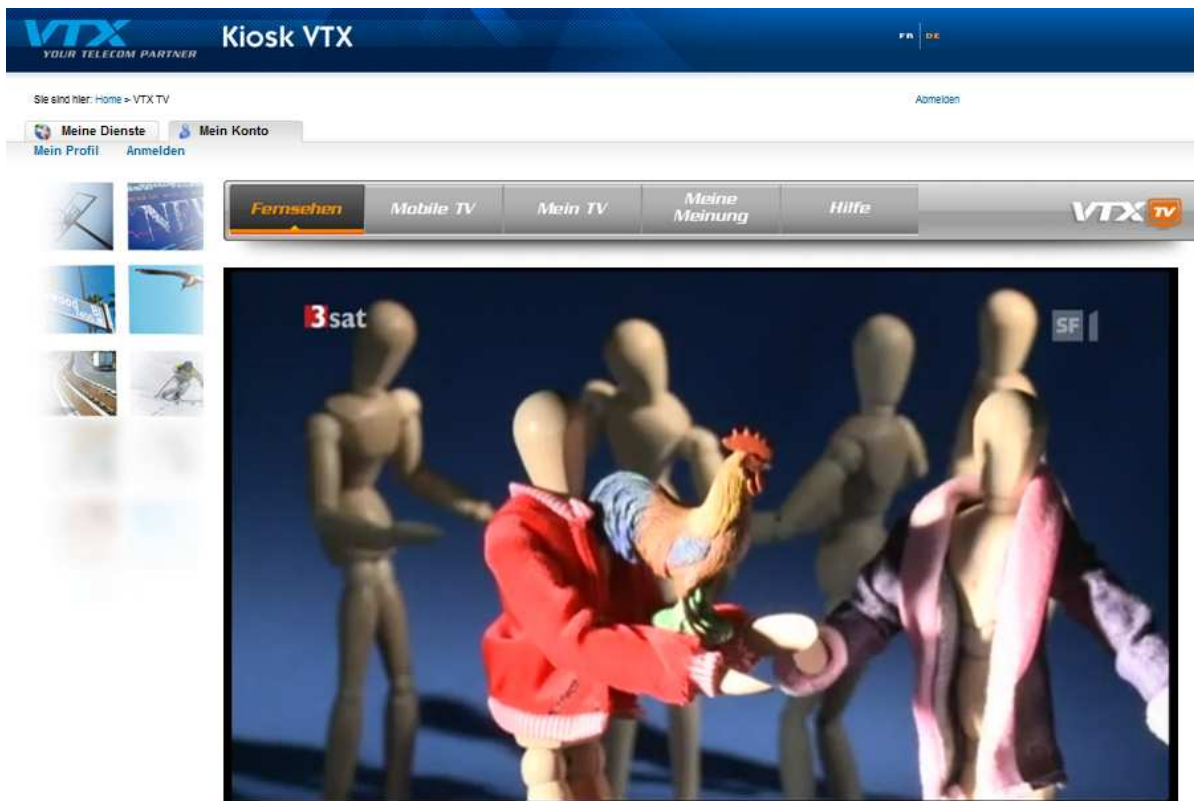 VTX
YOUR TELECOM PARTNER
Kiosk VTX
FR DE
Sie sind hier: Home > VTX TV
Abmelden
Meine Dienste
Mein Konto
Mein Profil
Anmelden
Fernsehen
Mobile TV
Mein TV
Meine
Meinung
Hilfe
VTX TV
3sat
SF 1